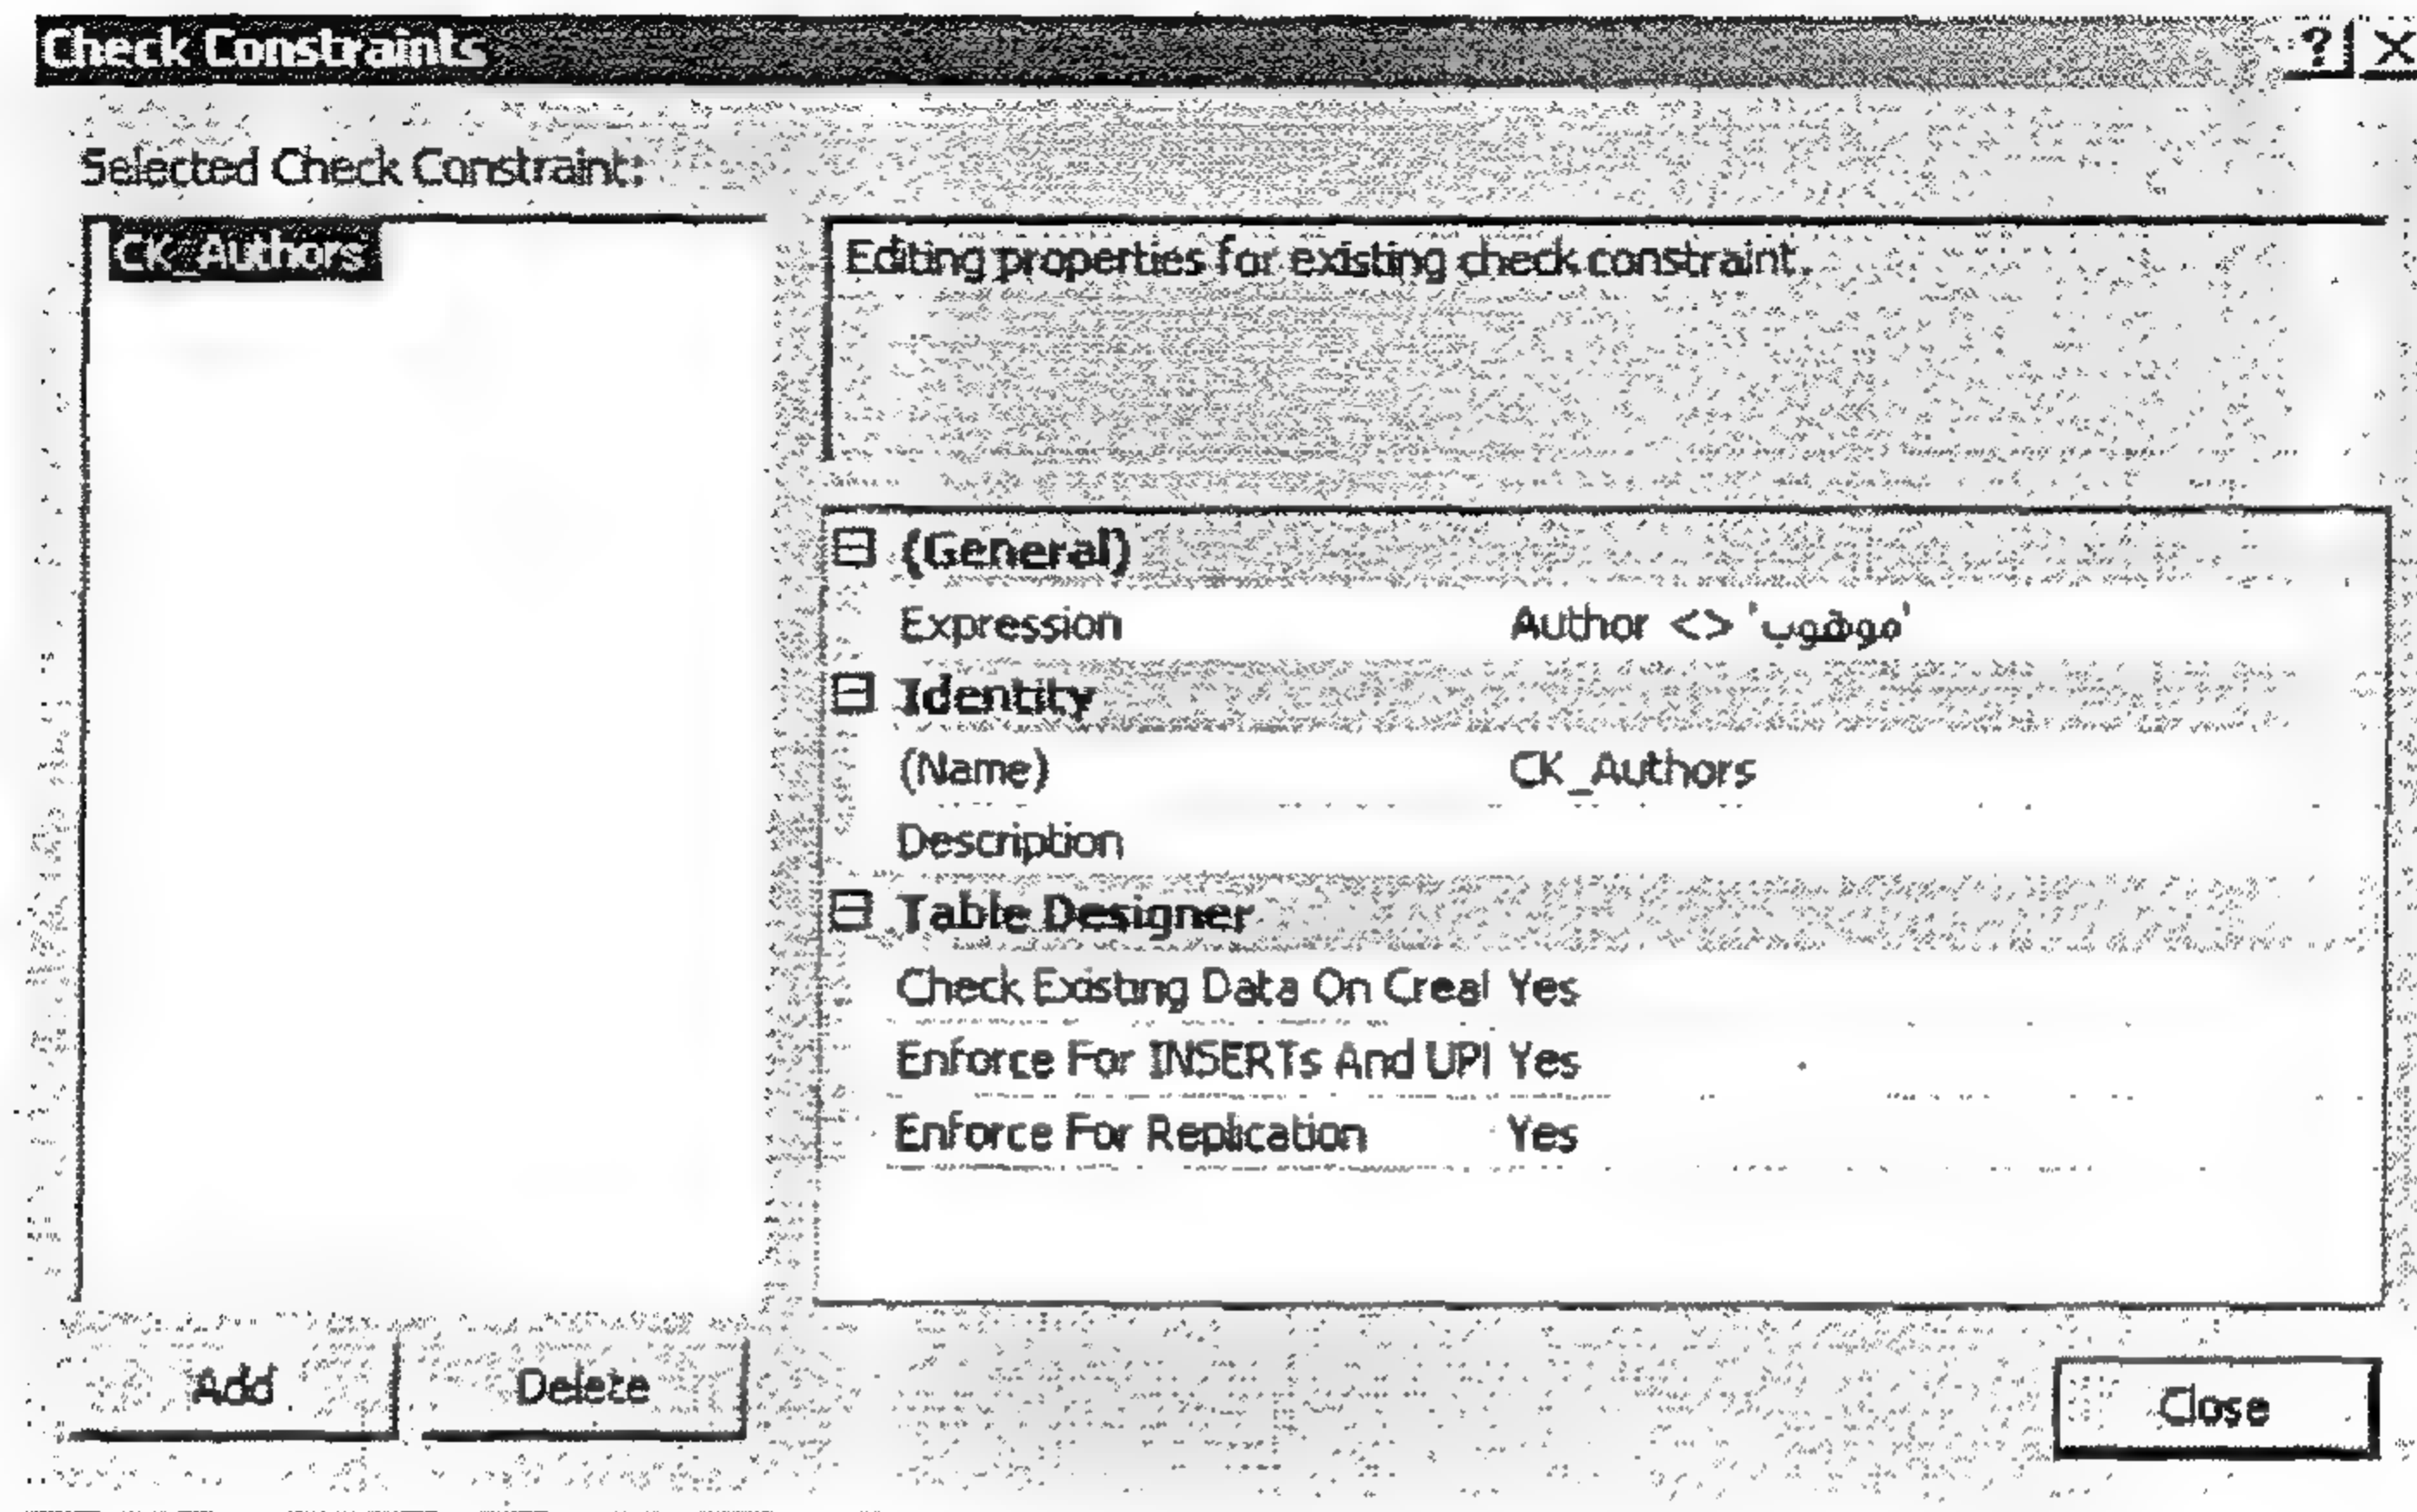 Check Constraints
Selected Check Constraint:
CK_Authors
Editing properties for existing check constraint.
(General)
Expression Author <> 'موهوب'
Identity
(Name) CK_Authors
Description
Table Designer
Check Existing Data On Creat Yes
Enforce For INSERTs And UPI Yes
Enforce For Replication Yes
Add Delete Close